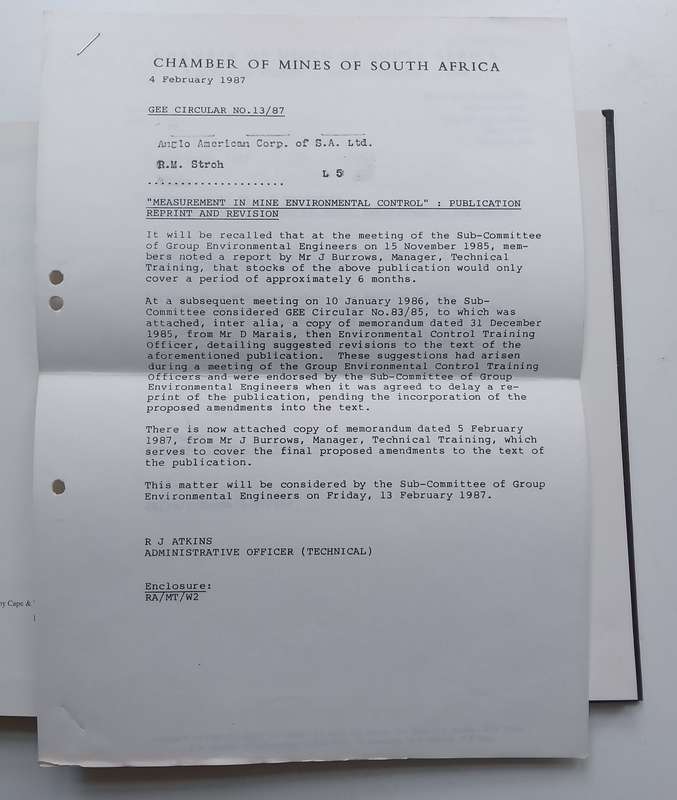 CHAMBER OF MINES OF SOUTH AFRICA
4 February 1987
GEE CIRCULAR NO.13/87
Anglo American Corp. of S.A. Ltd.
R.M. Stroh
L 5
....................
"MEASUREMENT IN MINE ENVIRONMENTAL CONTROL" : PUBLICATION
REPRINT AND REVISION
It will be recalled that at the meeting of the Sub-Committee
of Group Environmental Engineers on 15 November 1985, mem-
bers noted a report by Mr J Burrows, Manager, Technical
Training, that stocks of the above publication would only
cover a period of approximately 6 months.
At a subsequent meeting on 10 January 1986, the Sub-
Committee considered GEE Circular No.83/85, to which was
attached, inter alia, a copy of memorandum dated 31 December
1985, from Mr D Marais, then Environmental Control Training
Officer, detailing suggested revisions to the text of the
aforementioned publication. These suggestions had arisen
during a meeting of the Group Environmental Control Training
Officers and were endorsed by the Sub-Committee of Group
Environmental Engineers when it was agreed to delay a re-
print of the publication, pending the incorporation of the
proposed amendments into the text.
There is now attached copy of memorandum dated 5 February
1987, from Mr J Burrows, Manager, Technical Training, which
serves to cover the final proposed amendments to the text of
the publication.
This matter will be considered by the Sub-Committee of Group
Environmental Engineers on Friday, 13 February 1987.
R J ATKINS
ADMINISTRATIVE OFFICER (TECHNICAL)
Enclosure:
RA/MT/W2
by Cape &